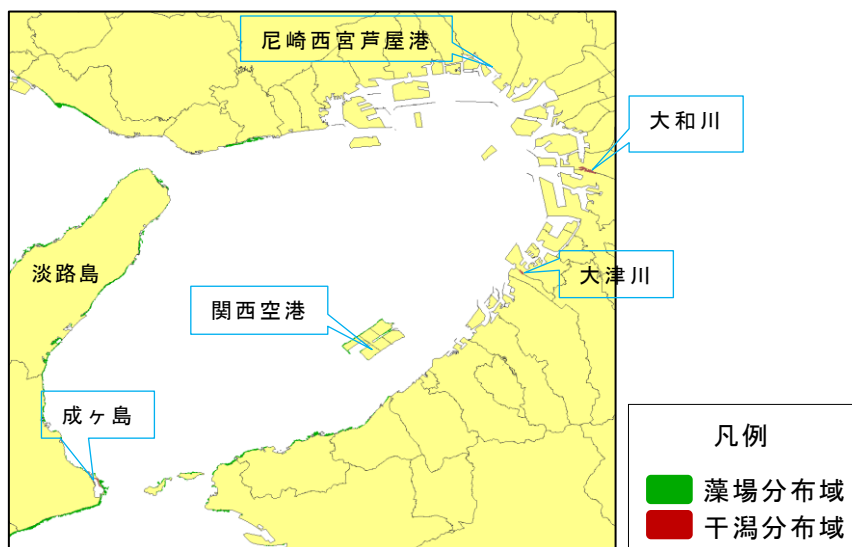 尼崎西宮芦屋港
大和川
淡路島
大津川
関西空港
成ヶ島
凡例
藻場分布域
干潟分布域